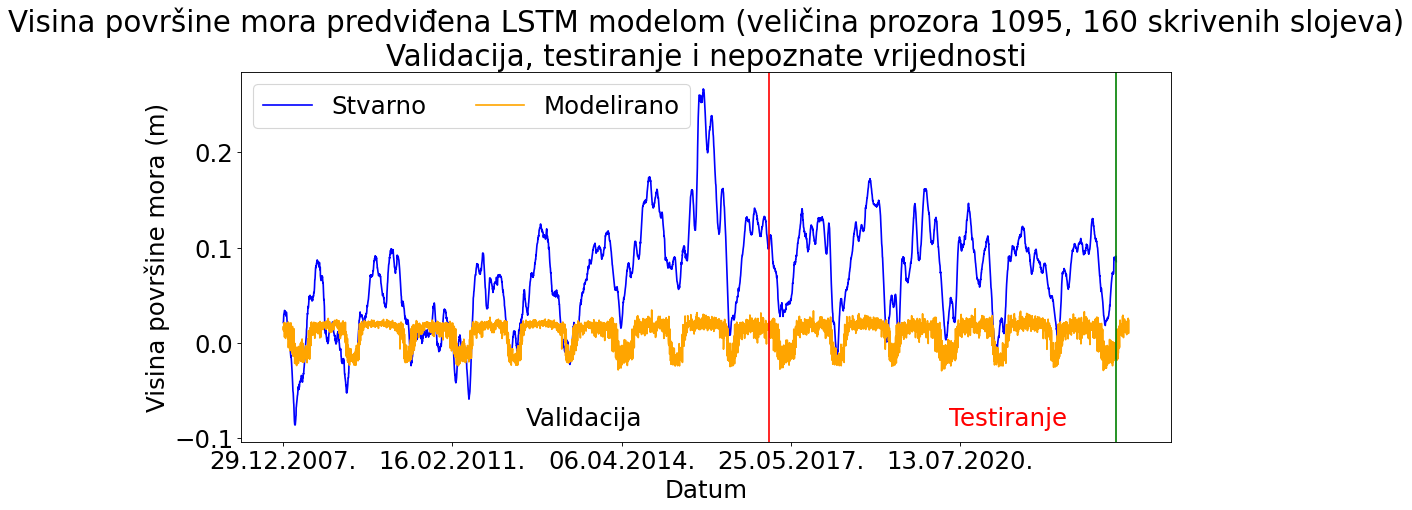 Visina površine mora predviđena LSTM modelom (veličina prozora 1095, 160 skrivenih slojeva)
Validacija, testiranje i nepoznate vrijednosti
Stvarno
Modelirano
Visina površine mora (m)
0.2
0.1
0.0
−0.1
Validacija
Testiranje
29.12.2007.
16.02.2011.
06.04.2014.
25.05.2017.
13.07.2020.
Datum